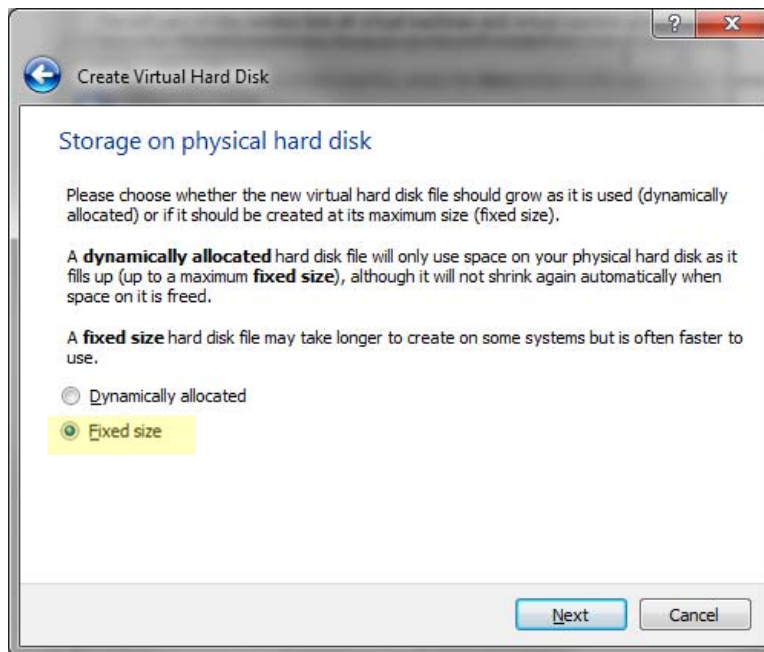 Create Virtual Hard Disk
Storage on physical hard disk
Please choose whether the new virtual hard disk file should grow as it is used (dynamically
allocated) or if it should be created at its maximum size (fixed size).
A dynamically allocated hard disk file will only use space on your physical hard disk as it
fills up (up to a maximum fixed size), although it will not shrink again automatically when
space on it is freed.
A fixed size hard disk file may take longer to create on some systems but is often faster to
use.
Dynamically allocated
Fixed size
Next Cancel